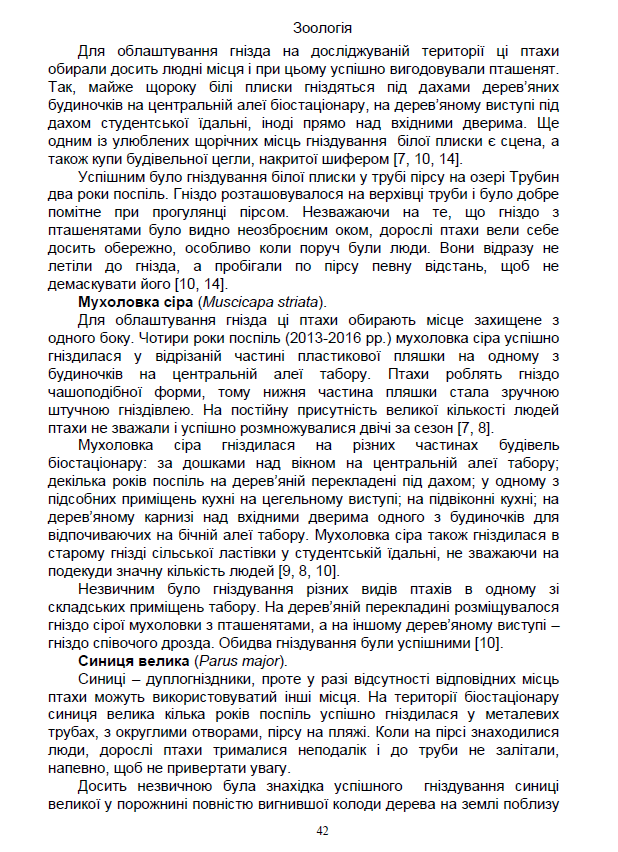 Зоологія
Для облаштування гнізда на досліджуваній території ці птахи
обирали досить людні місця і при цьому успішно вигодовували пташенят.
Так, майже щороку білі плиски гніздяться під дахами дерев’яних
будиночків на центральній алеї біостаціонару, на дерев’яному виступі під
дахом студентської їдальні, іноді прямо над вхідними дверима. Ще
одним із улюблених щорічних місць гніздування білої плиски є сцена, а
також купи будівельної цегли, накритої шифером [7, 10, 14].
Успішним було гніздування білої плиски у трубі пірсу на озері Трубин
два роки поспіль. Гніздо розташовувалося на верхівці труби і було добре
помітне при прогулянці пірсом. Незважаючи на те, що гніздо з
пташенятами було видно неозброєним оком, дорослі птахи вели себе
досить обережно, особливо коли поруч були люди. Вони відразу не
летіли до гнізда, а пробігали по пірсу певну відстань, щоб не
демаскувати його [10, 14].
Мухоловка сіра (Muscicapa striata).
Для облаштування гнізда ці птахи обирають місце захищене з
одного боку. Чотири роки поспіль (2013-2016 рр.) мухоловка сіра успішно
гніздилася у відрізаній частині пластикової пляшки на одному з
будиночків на центральній алеї табору. Птахи роблять гніздо
чашоподібної форми, тому нижня частина пляшки стала зручною
штучною гніздівлею. На постійну присутність великої кількості людей
птахи не зважали і успішно розмножувалися двічі за сезон [7, 8].
Мухоловка сіра гніздилася на різних частинах будівель
біостаціонару: за дошками над вікном на центральній алеї табору;
декілька років поспіль на дерев’яній перекладені під дахом; у одному з
підсобних приміщень кухні на цегельному виступі; на підвіконні кухні; на
дерев’яному карнизі над вхідними дверима одного з будиночків для
відпочиваючих на бічній алеї табору. Мухоловка сіра також гніздилася в
старому гнізді сільської ластівки у студентській їдальні, не зважаючи на
подекуди значну кількість людей [9, 8, 10].
Незвичним було гніздування різних видів птахів в одному зі
складських приміщень табору. На дерев’яній перекладині розміщувалося
гніздо сірої мухоловки з пташенятами, а на іншому дерев’яному виступі –
гніздо співочого дрозда. Обидва гніздування були успішними [10].
Синиця велика (Parus major).
Синиці – дуплогніздники, проте у разі відсутності відповідних місць
птахи можуть використовуватий інші місця. На території біостаціонару
синиця велика кілька років поспіль успішно гніздилася у металевих
трубах, з округлими отворами, пірсу на пляжі. Коли на пірсі знаходилися
люди, дорослі птахи трималися неподалік і до труби не залітали,
напевно, щоб не привертати увагу.
Досить незвичною була знахідка успішного гніздування синиці
великої у порожнині повністю вигнившої колоди дерева на землі поблизу
42